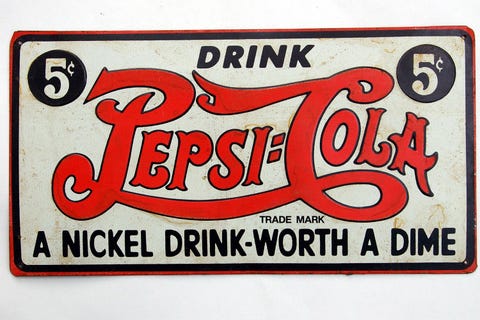 DRINK
5¢ 5¢
PEPSI=COLA
TRADE MARK
A NICKEL DRINK-WORTH A DIME